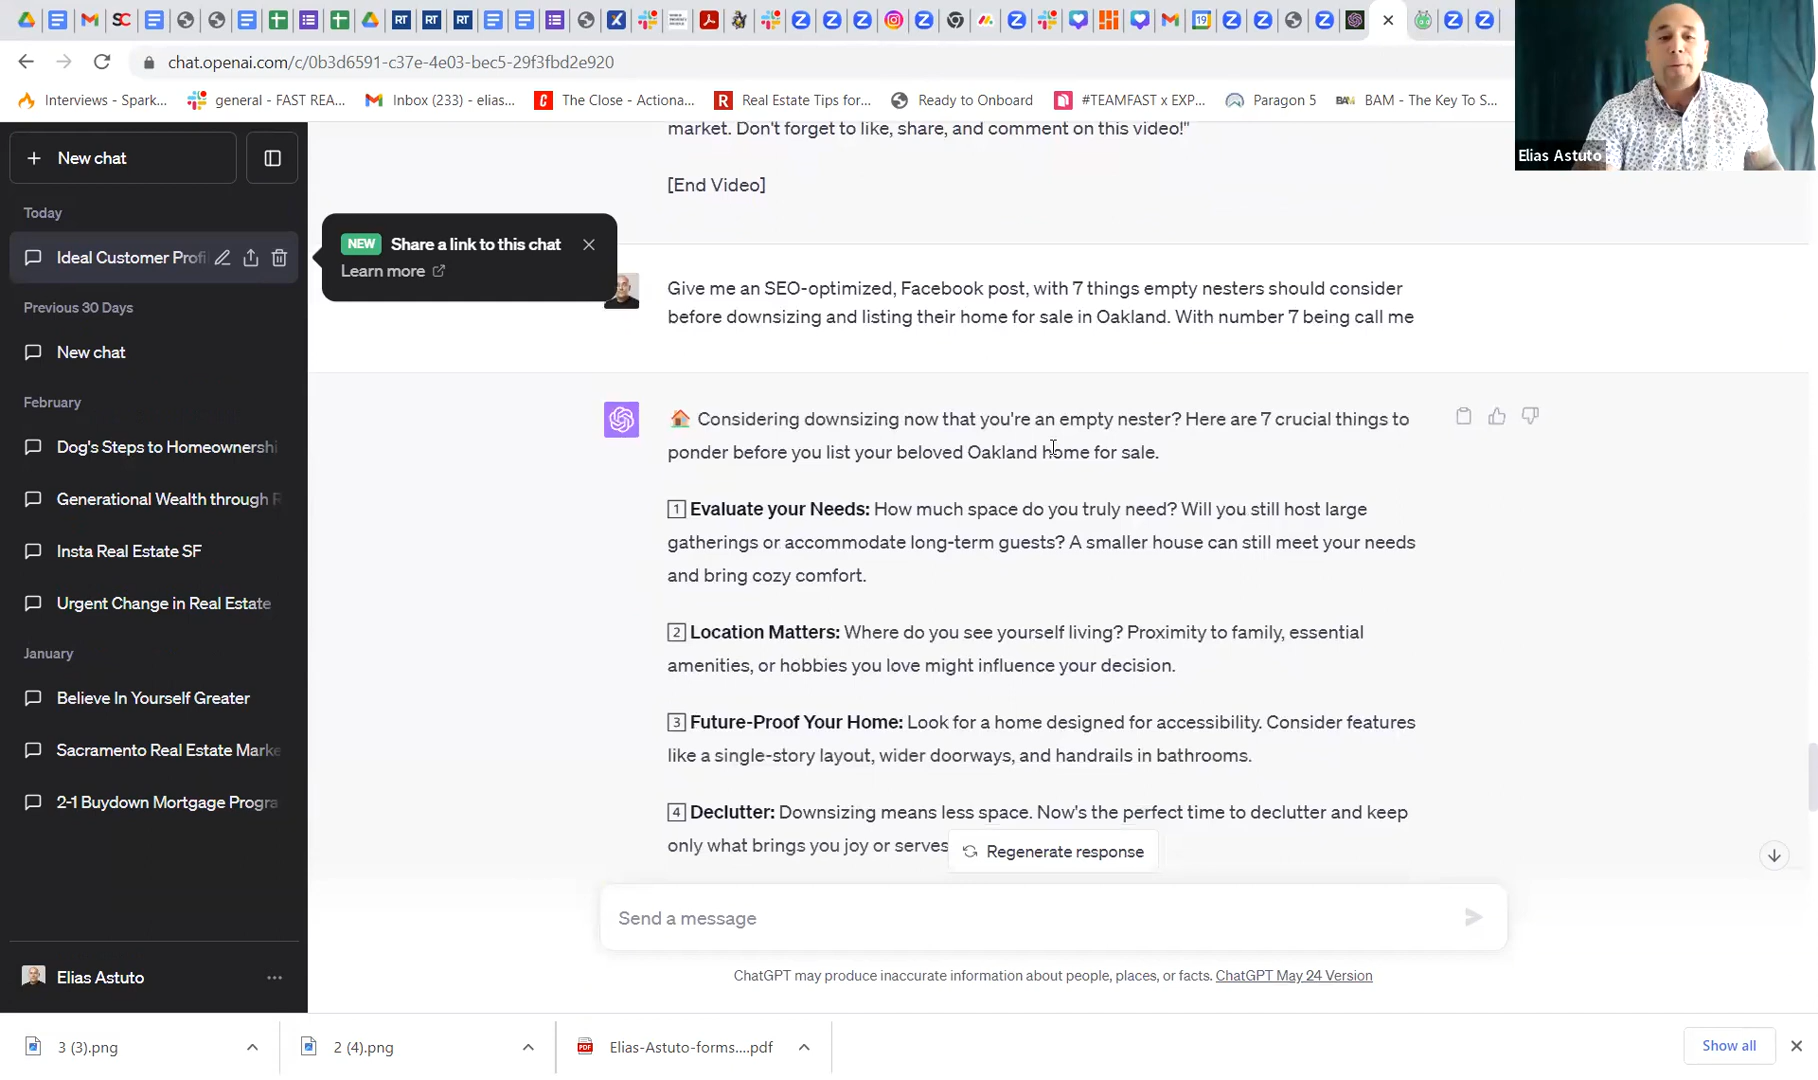 chat.openai.com/c/0b3d6591-c37e-4e03-bec5-29f3fbd2e920
Interviews - Spark...
general - FAST REA...
Inbox (233) - elias...
The Close - Actiona...
Real Estate Tips for...
Ready to Onboard
#TEAMFAST x EXP...
Paragon 5
BAM - The Key To S...
Elias Astuto
New chat
Today
Ideal Customer Profi
Previous 30 Days
New chat
February
Dog's Steps to Homeownershi
Generational Wealth through R
Insta Real Estate SF
Urgent Change in Real Estate
January
Believe In Yourself Greater
Sacramento Real Estate Marke
2-1 Buydown Mortgage Progra
Elias Astuto
NEW Share a link to this chat
Learn more
market. Don't forget to like, share, and comment on this video!"
[End Video]
Give me an SEO-optimized, Facebook post, with 7 things empty nesters should consider
before downsizing and listing their home for sale in Oakland. With number 7 being call me
🏠 Considering downsizing now that you're an empty nester? Here are 7 crucial things to
ponder before you list your beloved Oakland home for sale.
1 Evaluate your Needs: How much space do you truly need? Will you still host large
gatherings or accommodate long-term guests? A smaller house can still meet your needs
and bring cozy comfort.
2 Location Matters: Where do you see yourself living? Proximity to family, essential
amenities, or hobbies you love might influence your decision.
3 Future-Proof Your Home: Look for a home designed for accessibility. Consider features
like a single-story layout, wider doorways, and handrails in bathrooms.
4 Declutter: Downsizing means less space. Now's the perfect time to declutter and keep
only what brings you joy or serves
Regenerate response
Send a message
ChatGPT may produce inaccurate information about people, places, or facts. ChatGPT May 24 Version
3 (3).png
2 (4).png
Elias-Astuto-forms....pdf
Show all